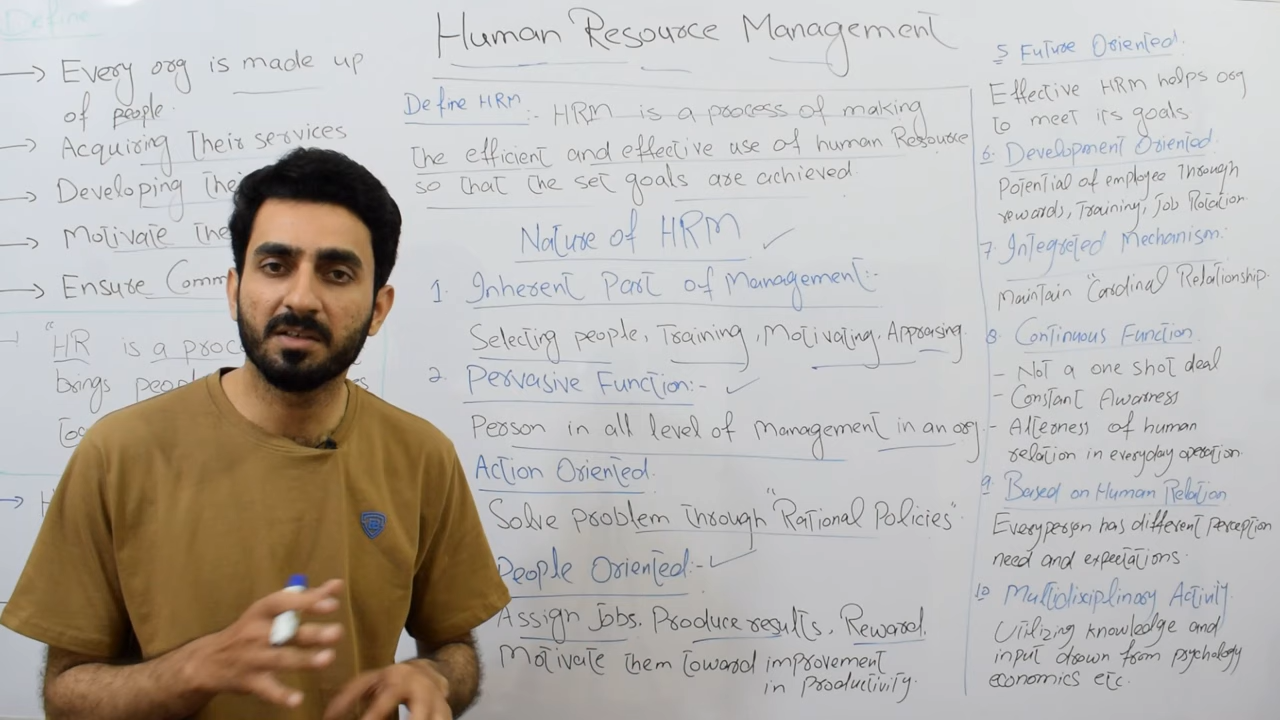 Define
Human Resource Management
→ Every org is made up
of people.
→ Acquiring Their services
→ Developing
→ Motivate
→ Ensure
"HR is a
brings
→
Define HRM:- HRM is a process of making
the efficient and effective use of human Resource
so that the set goals are achieved.
Nature of HRM ✓
1. Inherent Part of Management:-
Selecting people, Training, Motivating, Appraising
2. Pervasive Function:- ✓
Person in all level of management in an org
Action Oriented.
Solve problem through "Rational Policies".
People Oriented:- ✓
Assign Jobs, Produce results, Reward.
Motivate them toward improvement
in productivity.
5 Future Oriented.
Effective HRM helps org
to meet its goals
6. Development Oriented.
Potential of employee Through
rewards, Training, Job Rotation.
7. Integreted Mechanism:
Maintain "Cardinal Relationship.
8. Continuous Function
- Not a one shot deal
- Constant Awarness
- Alterness of human
relation in everyday operation.
9. Based on Human Relation
Everyperson has different perception
need and expectations.
10 Multidisciplinary Activity.
Utilizing knowledge and
input drown from psychology
economics etc.